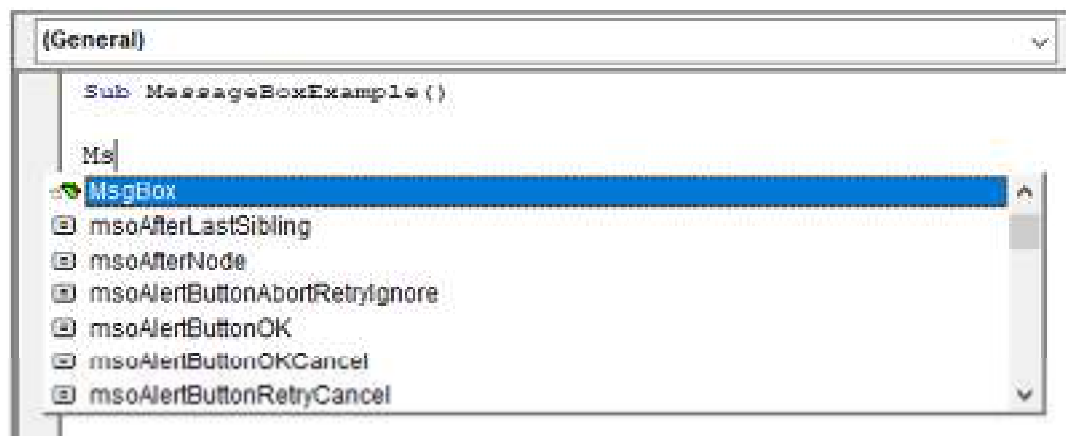 (General)
Sub MessageBoxExample()
Ms
MsgBox
msoAfterLastSibling
msoAfterNode
msoAlertButtonAbortRetryIgnore
msoAlertButtonOK
msoAlertButtonOKCancel
msoAlertButtonRetryCancel